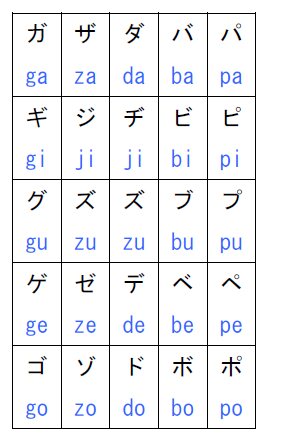 ガ ザ ダ バ パ
ga za da ba pa
ギ ジ ヂ ビ ピ
gi ji ji bi pi
グ ズ ズ ブ プ
gu zu zu bu pu
ゲ ゼ デ ベ ペ
ge ze de be pe
ゴ ゾ ド ボ ポ
go zo do bo po